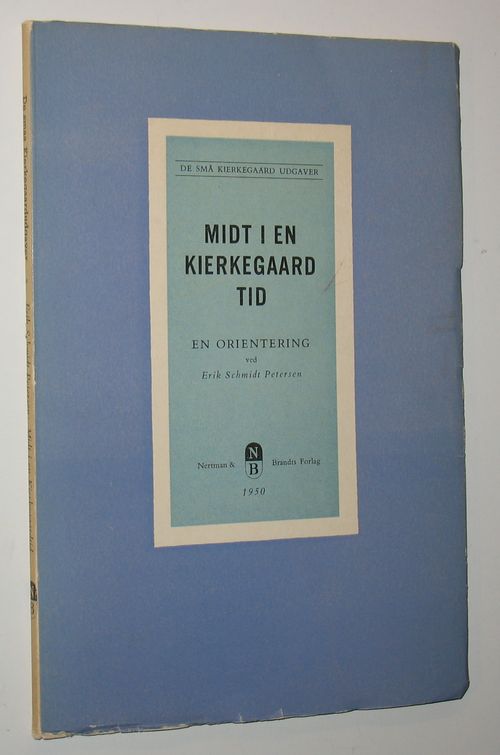 DE SMÅ KIERKEGAARD UDGAVER
MIDT I EN
KIERKEGAARD
TID
EN ORIENTERING
ved
Erik Schmidt Petersen
Nertman & NB Brandts Forlag
1950